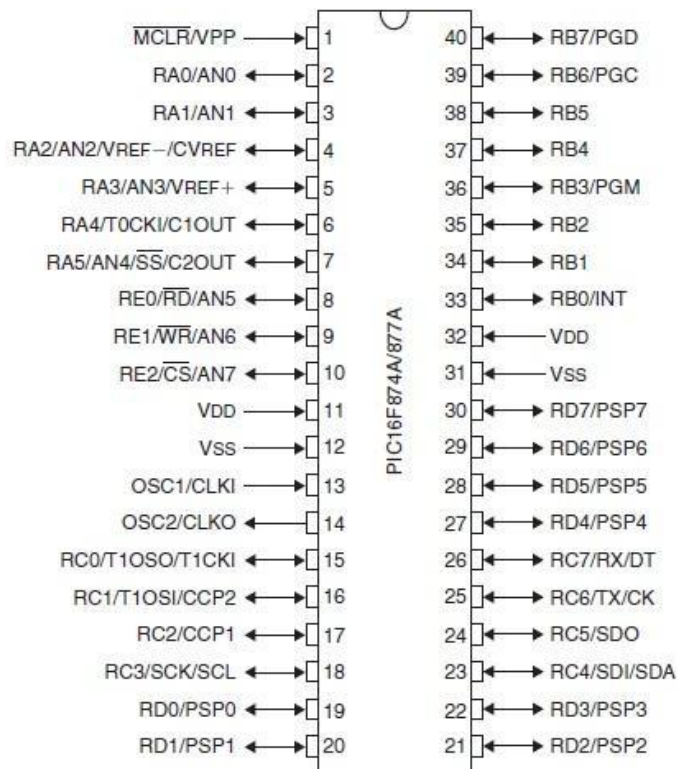 MCLR/VPP 1 40 RB7/PGD
RA0/AN0 2 39 RB6/PGC
RA1/AN1 3 38 RB5
RA2/AN2/VREF-/CVREF 4 37 RB4
RA3/AN3/VREF+ 5 36 RB3/PGM
RA4/T0CKI/C1OUT 6 35 RB2
RA5/AN4/SS/C2OUT 7 34 RB1
RE0/RD/AN5 8 33 RB0/INT
RE1/WR/AN6 9 32 VDD
RE2/CS/AN7 10 31 VSS
VDD 11 30 RD7/PSP7
VSS 12 29 RD6/PSP6
OSC1/CLKI 13 28 RD5/PSP5
OSC2/CLKO 14 27 RD4/PSP4
RC0/T1OSO/T1CKI 15 26 RC7/RX/DT
RC1/T1OSI/CCP2 16 25 RC6/TX/CK
RC2/CCP1 17 24 RC5/SDO
RC3/SCK/SCL 18 23 RC4/SDI/SDA
RD0/PSP0 19 22 RD3/PSP3
RD1/PSP1 20 21 RD2/PSP2
PIC16F874A/877A